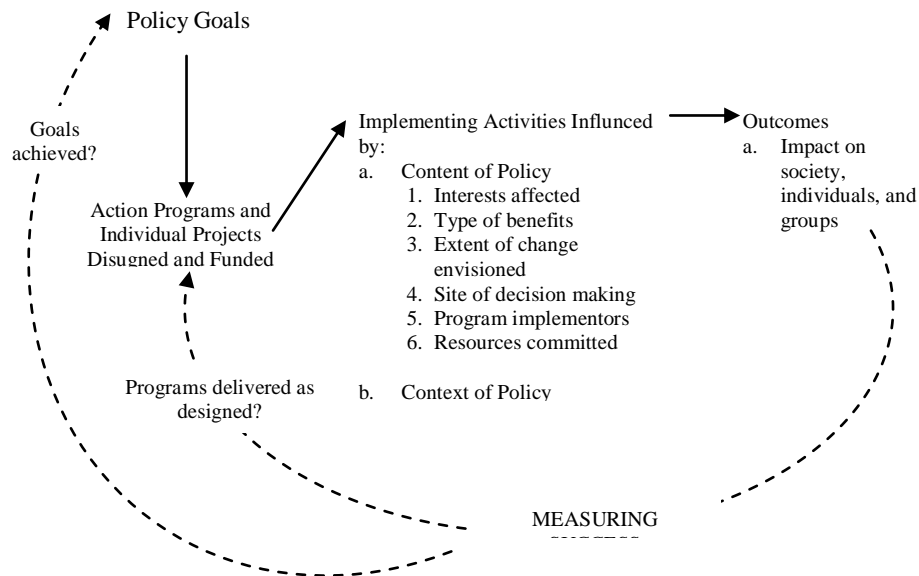 Policy Goals
Goals
achieved?
Action Programs and
Individual Projects
Disugned and Funded
Programs delivered as
designed?
Implementing Activities Influnced
by:
a. Content of Policy
1. Interests affected
2. Type of benefits
3. Extent of change
envisioned
4. Site of decision making
5. Program implementors
6. Resources committed
b. Context of Policy
Outcomes
a. Impact on
society,
individuals, and
groups
MEASURING